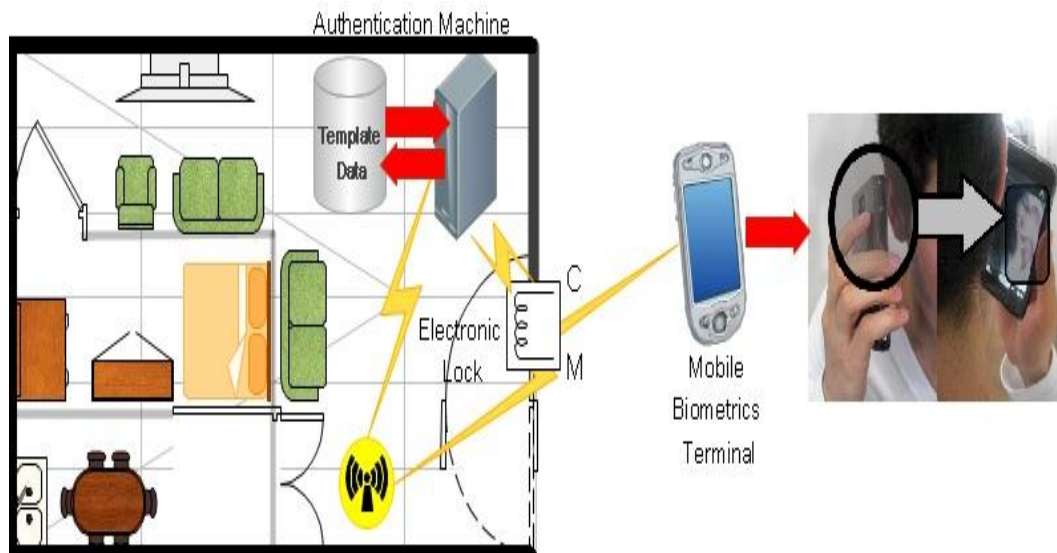 Authentication Machine
Template
Data
C
Electronic
Lock
M
Mobile
Biometrics
Terminal